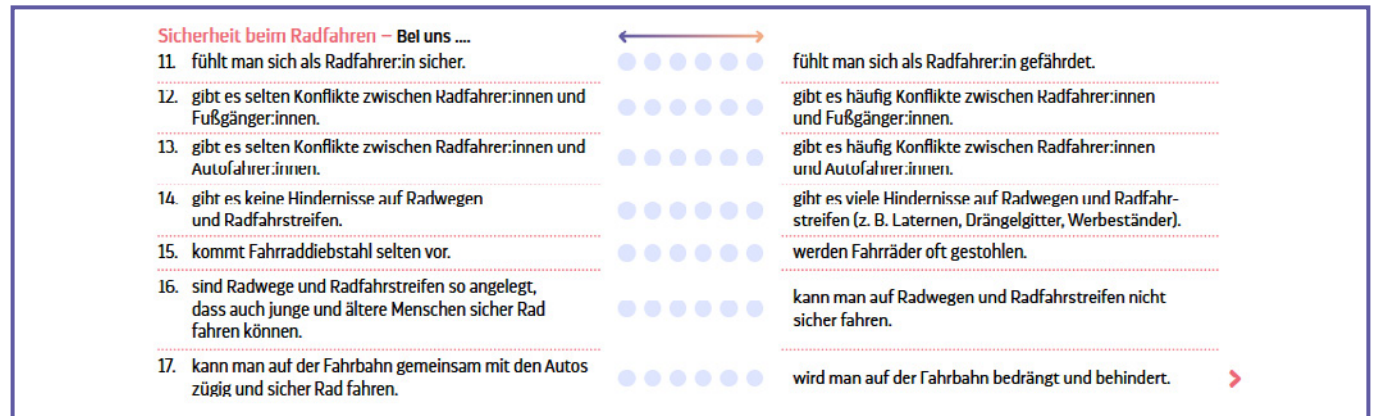 Sicherheit beim Radfahren – Bei uns ....
11. fühlt man sich als Radfahrer:in sicher.
fühlt man sich als Radfahrer:in gefährdet.
12. gibt es selten Konflikte zwischen Radfahrer:innen und
Fußgänger:innen.
gibt es häufig Konflikte zwischen Radfahrer:innen
und Fußgänger:innen.
13. gibt es selten Konflikte zwischen Radfahrer:innen und
Autofahrer:innen.
gibt es häufig Konflikte zwischen Radfahrer:innen
und Autofahrer:innen.
14. gibt es keine Hindernisse auf Radwegen
und Radfahrstreifen.
gibt es viele Hindernisse auf Radwegen und Radfahr-
streifen (z. B. Laternen, Drängelgitter, Werbeständer).
15. kommt Fahrraddiebstahl selten vor.
werden Fahrräder oft gestohlen.
16. sind Radwege und Radfahrstreifen so angelegt,
dass auch junge und ältere Menschen sicher Rad
fahren können.
kann man auf Radwegen und Radfahrstreifen nicht
sicher fahren.
17. kann man auf der Fahrbahn gemeinsam mit den Autos
zügig und sicher Rad fahren.
wird man auf der Fahrbahn bedrängt und behindert.